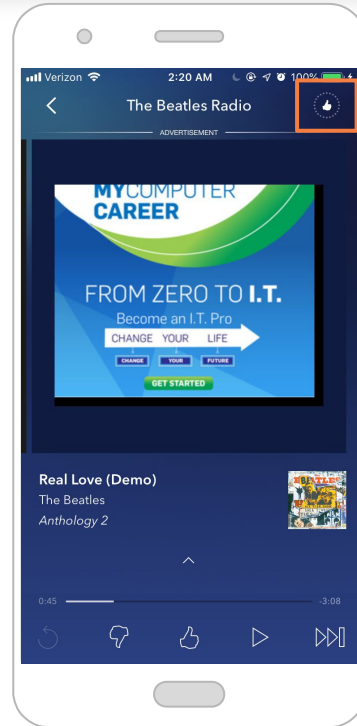 Verizon 2:20 AM 100%
The Beatles Radio
ADVERTISEMENT
MYCOMPUTER
CAREER
FROM ZERO TO I.T.
Become an I.T. Pro
CHANGE YOUR LIFE
CHANGE YOUR FUTURE
GET STARTED
Real Love (Demo)
The Beatles
Anthology 2
0:45 -3:08